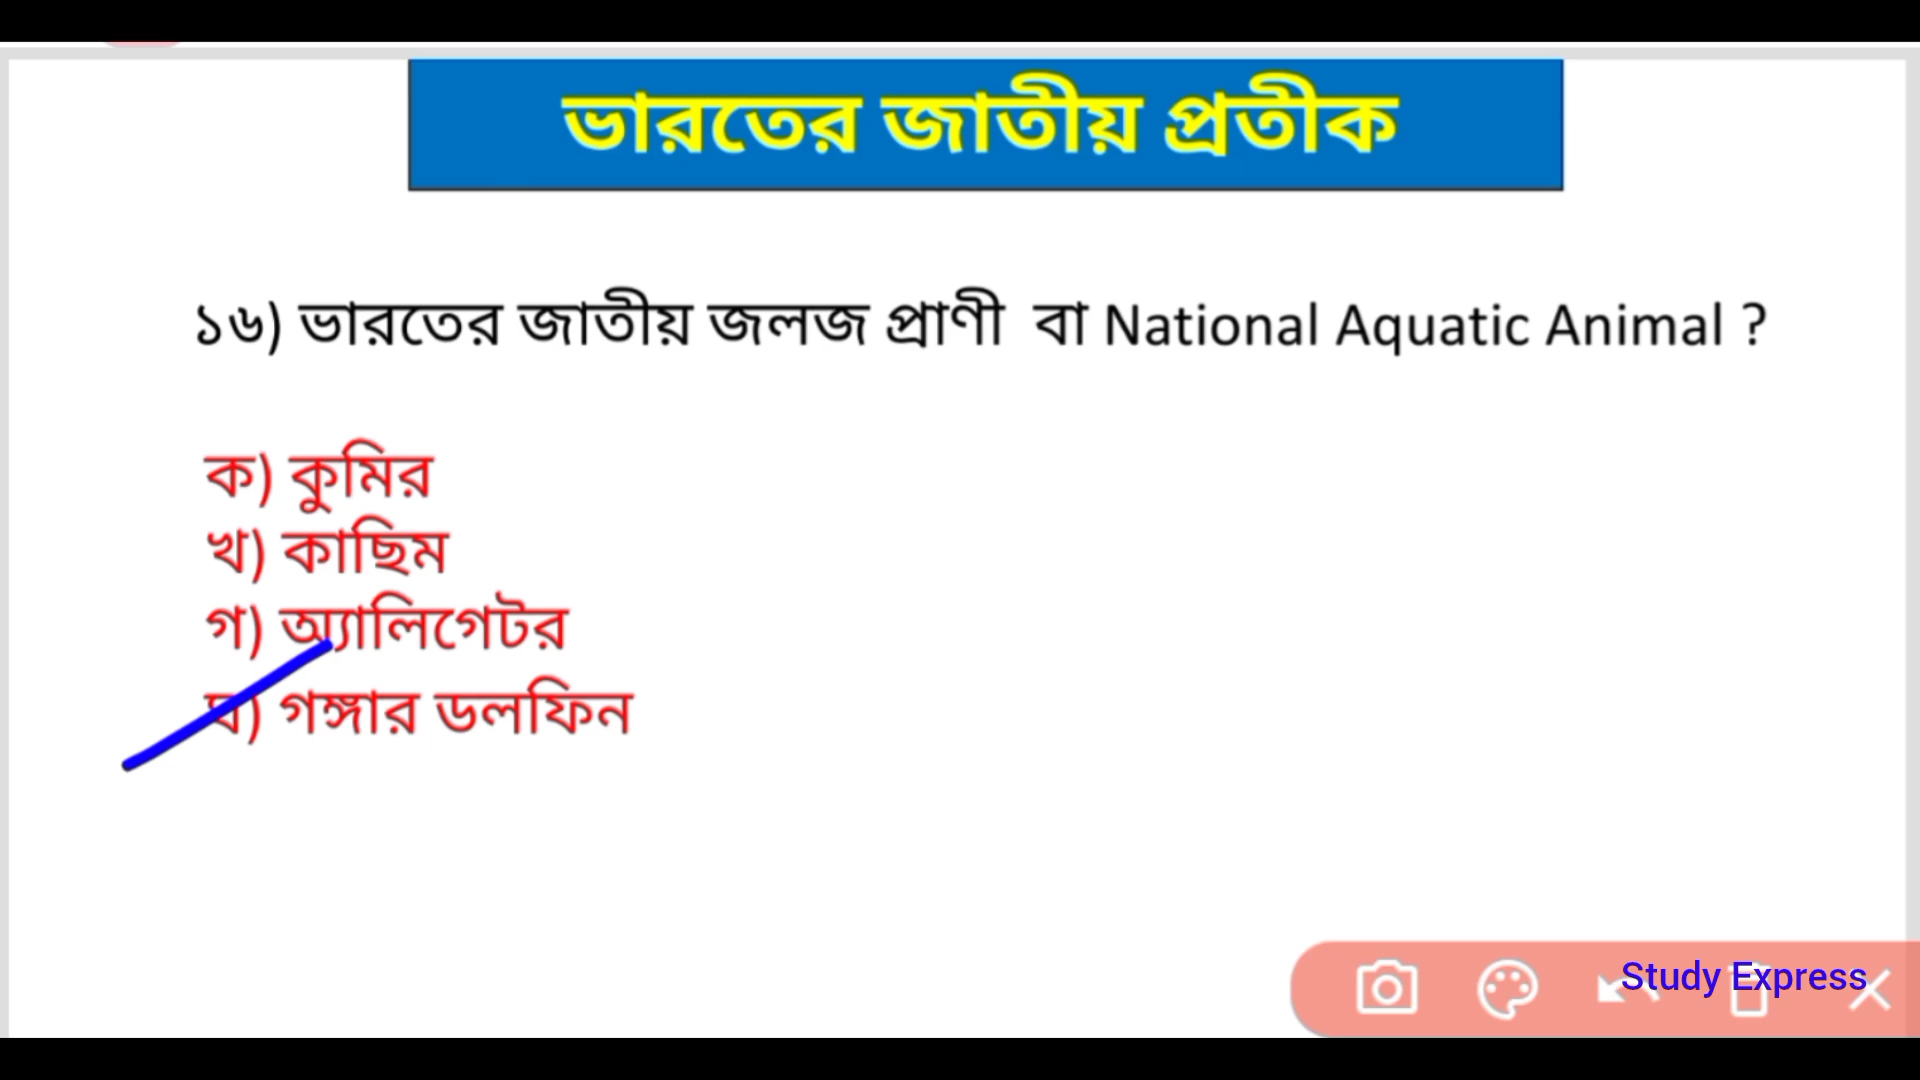 ভারতের জাতীয় প্রতীক
১৬) ভারতের জাতীয় জলজ প্রাণী বা National Aquatic Animal ?
ক) কুমির
খ) কাছিম
গ) অ্যালিগেটর
ঘ) গঙ্গার ডলফিন
Study Express